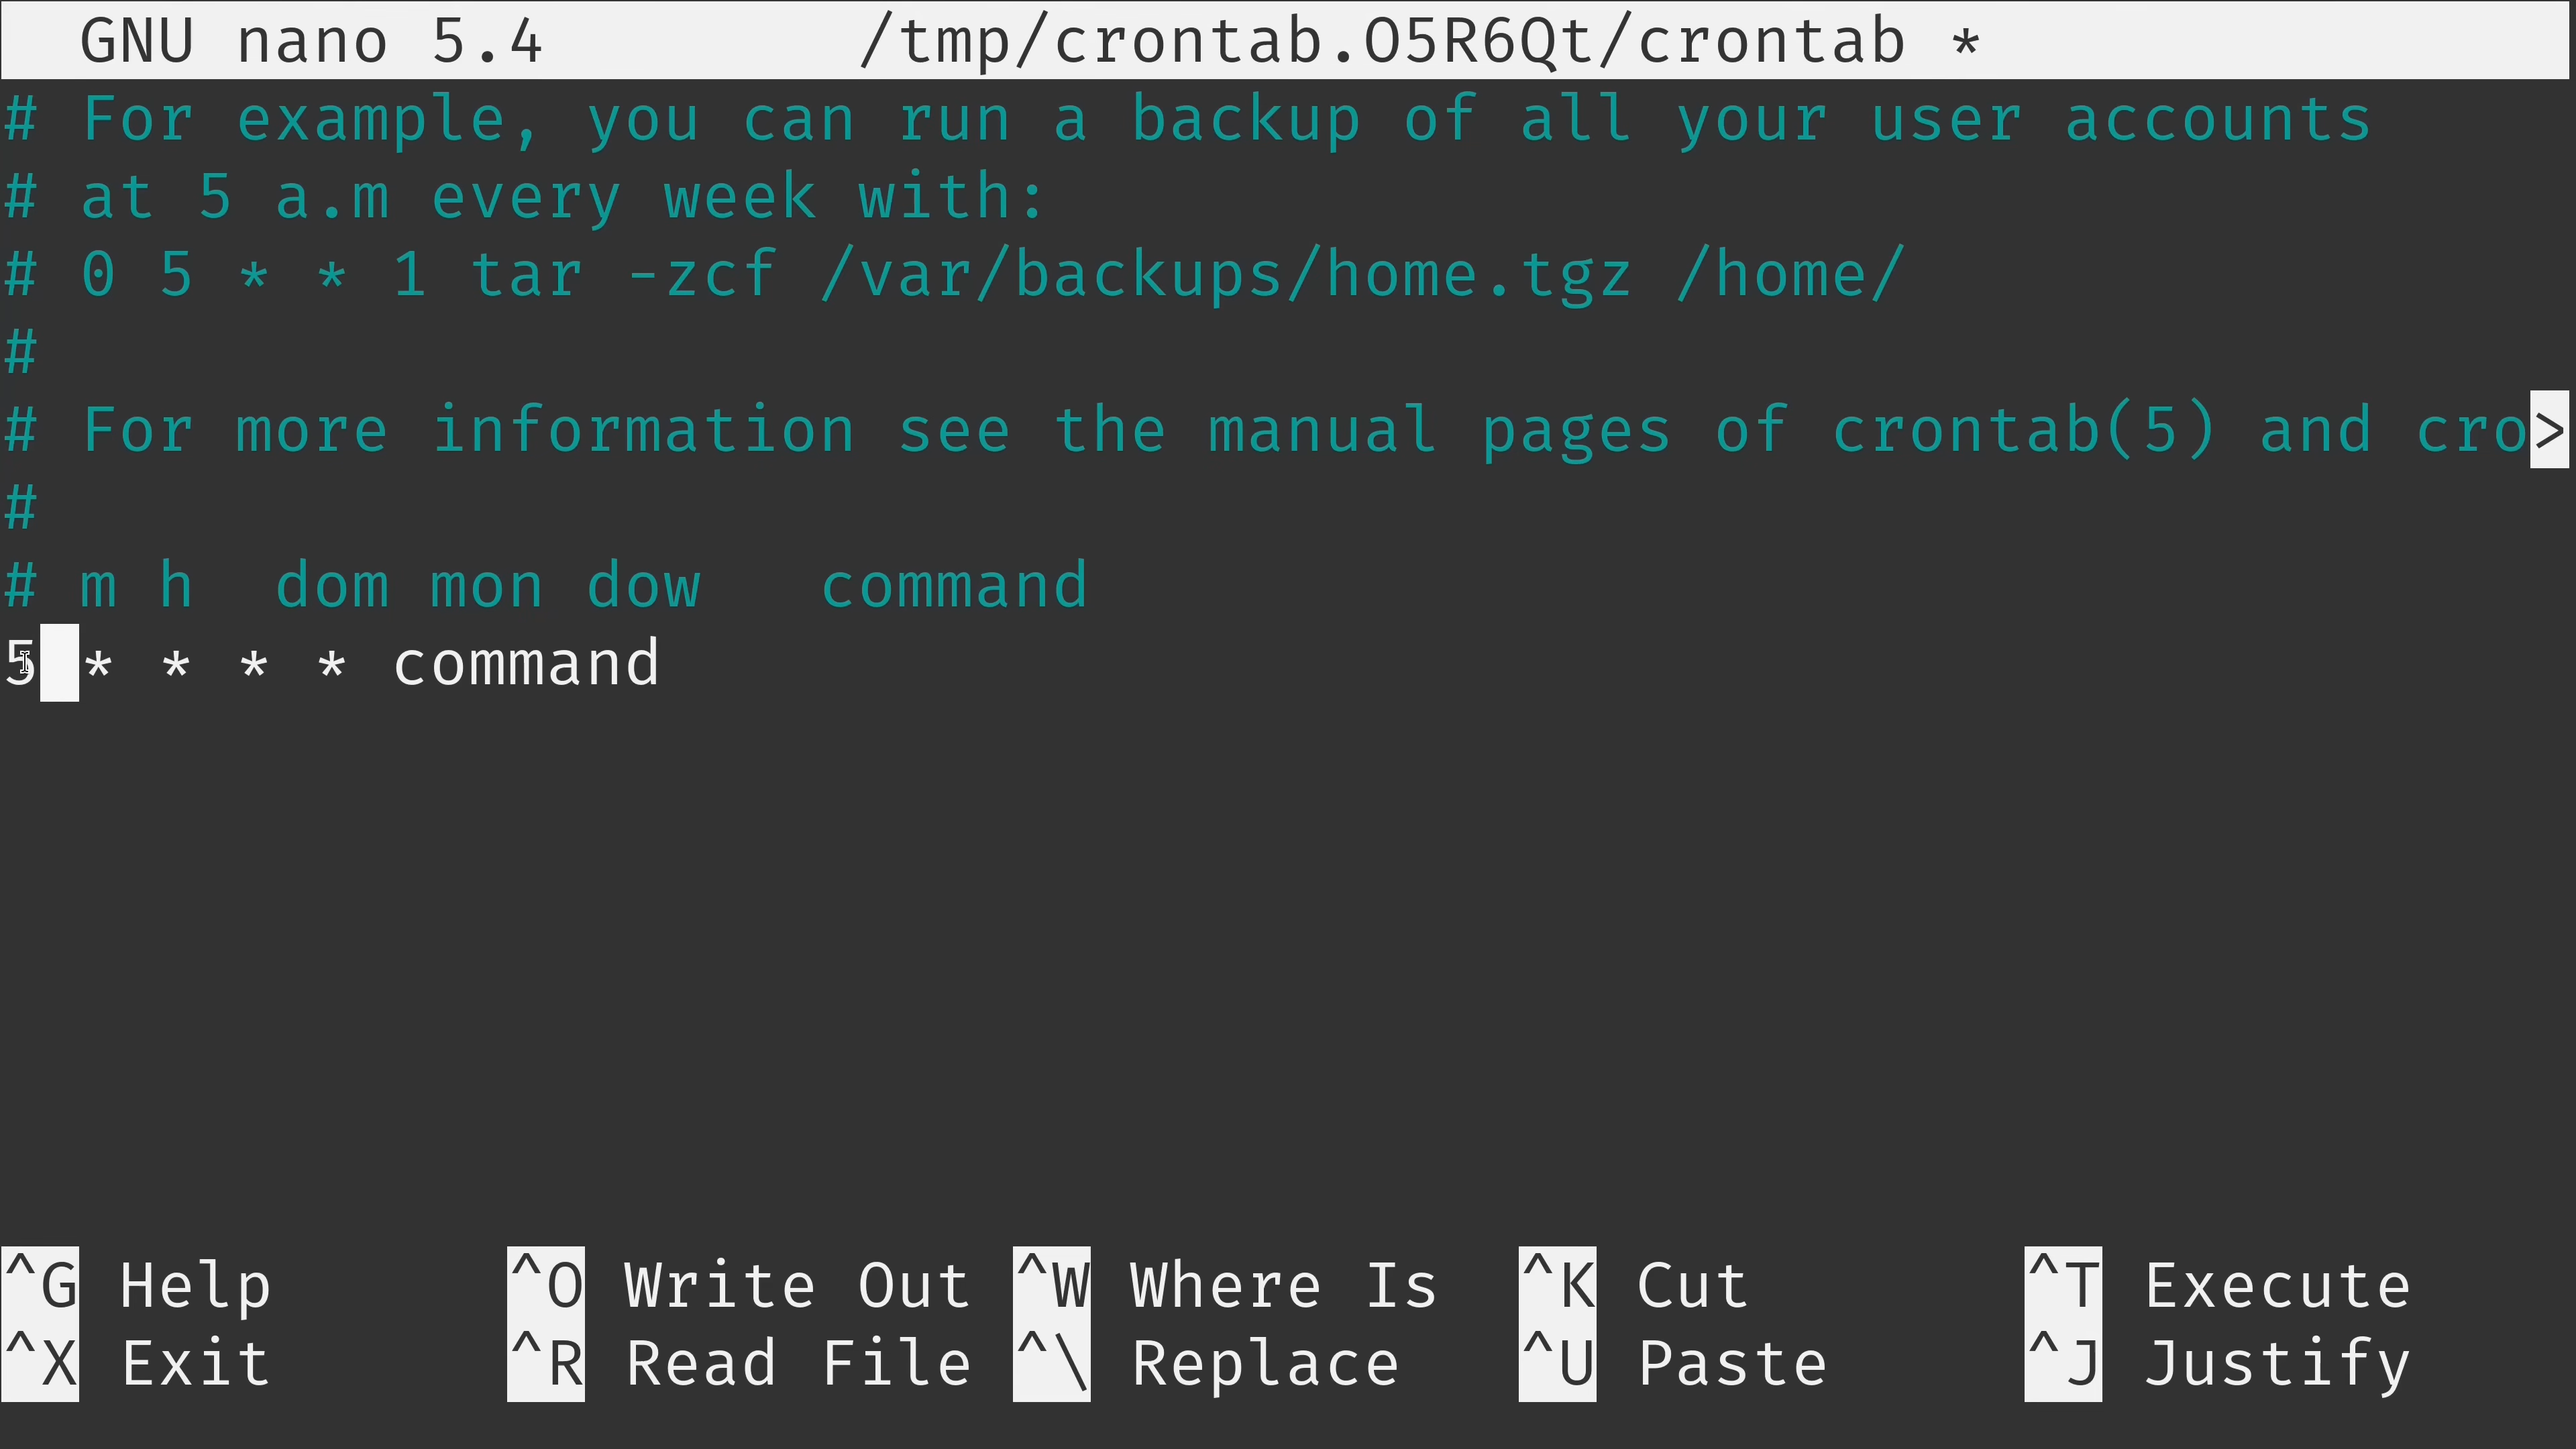 GNU nano 5.4 /tmp/crontab.O5R6Qt/crontab *
# For example, you can run a backup of all your user accounts
# at 5 a.m every week with:
# 0 5 * * 1 tar -zcf /var/backups/home.tgz /home/
#
# For more information see the manual pages of crontab(5) and cro>
#
# m h  dom mon dow   command
5 * * * * command
^G Help ^O Write Out ^W Where Is ^K Cut ^T Execute
^X Exit ^R Read File ^\ Replace ^U Paste ^J Justify